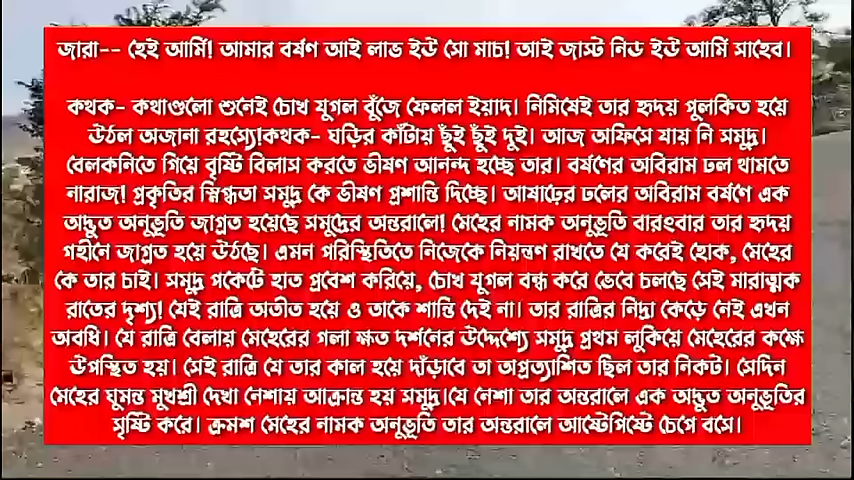 জারা-- হেই আর্মি! আমার বর্ষণ আই লাভ ইউ সো মাচ! আই জাস্ট নিড ইউ আর্মি সাহেব।
কথক- কথাগুলো শুনেই চোখ যুগল বুঁজে ফেলল ইয়াদ। নিমিষেই তার হৃদয় পুলকিত হয়ে
উঠল অজানা রহস্যে।কথক- ঘড়ির কাঁটায় ছুঁই ছুঁই দুই। আজ অফিসে যায় নি সমুদ্র।
বেলকনিতে গিয়ে বৃষ্টি বিলাস করতে ভীষণ আনন্দ হচ্ছে তার। বর্ষণের অবিরাম ঢল থামতে
নারাজ! প্রকৃতির স্নিগ্ধতা সমুদ্র কে ভীষণ প্রশান্তি দিচ্ছে। আষাঢ়ের ঢলের অবিরাম বর্ষণে এক
অদ্ভুত অনুভূতি জাগ্রত হয়েছে সমুদ্রের অন্তরালে! মেহের নামক অনুভূতি বারংবার তার হৃদয়
গহীনে জাগ্রত হয়ে উঠছে। এমন পরিস্থিতিতে নিজেকে নিয়ন্ত্রণ রাখতে যে করেই হোক, মেহের
কে তার চাই। সমুদ্র পকেটে হাত প্রবেশ করিয়ে, চোখ যুগল বন্ধ করে ভেবে চলছে সেই মারাত্মক
রাতের দৃশ্য! যেই রাত্রি অতীত হয়ে ও তাকে শান্তি দেই না। তার রাত্রির নিদ্রা কেড়ে নেই এখন
অবধি। যে রাত্রি বেলায় মেহেরের গলা ক্ষত দর্শনের উদ্দেশ্যে সমুদ্র প্রথম লুকিয়ে মেহেরের কক্ষে
উপস্থিত হয়। সেই রাত্রি যে তার কাল হয়ে দাঁড়াবে তা অপ্রত্যাশিত ছিল তার নিকট। সেদিন
মেহের ঘুমন্ত মুখশ্রী দেখা নেশায় আক্রান্ত হয় সমুদ্র।যে নেশা তার অন্তরালে এক অদ্ভুত অনুভূতির
সৃষ্টি করে। ক্রমশ মেহের নামক অনুভূতি তার অন্তরালে আষ্টেপিষ্টে চেপে বসে।